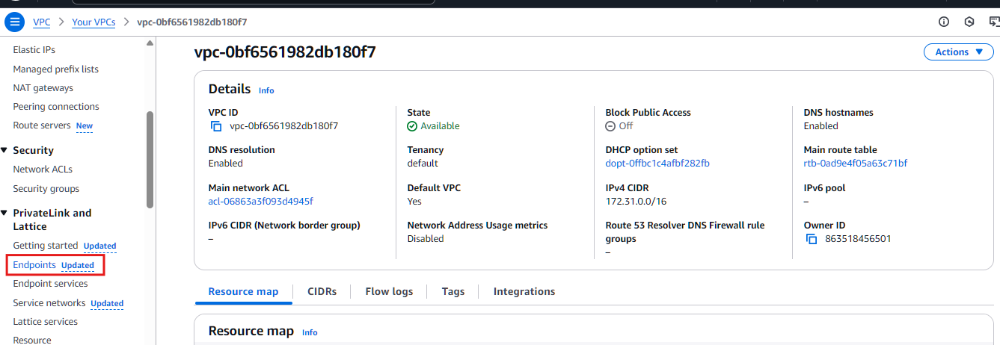 VPC > Your VPCs > vpc-0bf6561982db180f7
Elastic IPs
Managed prefix lists
NAT gateways
Peering connections
Route servers New
Security
Network ACLs
Security groups
PrivateLink and
Lattice
Getting started Updated
Endpoints Updated
Endpoint services
Service networks Updated
Lattice services
Resource
vpc-0bf6561982db180f7
Actions
Details Info
VPC ID
vpc-0bf6561982db180f7
State
Available
Block Public Access
Off
DNS hostnames
Enabled
DNS resolution
Enabled
Tenancy
default
DHCP option set
dopt-0ffbc1c4afbf282fb
Main route table
rtb-0ad9e4f05a63c71bf
Main network ACL
acl-06863a3f093d4945f
Default VPC
Yes
IPv4 CIDR
172.31.0.0/16
IPv6 pool
–
IPv6 CIDR (Network border group)
–
Network Address Usage metrics
Disabled
Route 53 Resolver DNS Firewall rule
groups
–
Owner ID
863518456501
Resource map CIDRs Flow logs Tags Integrations
Resource map Info